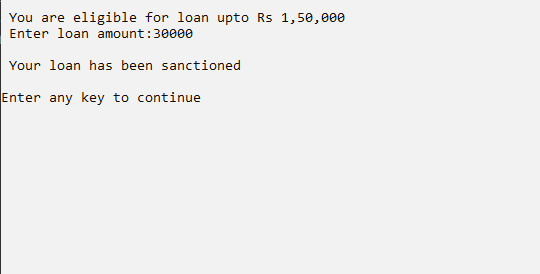 You are eligible for loan upto Rs 1,50,000
Enter loan amount:30000
Your loan has been sanctioned
Enter any key to continue